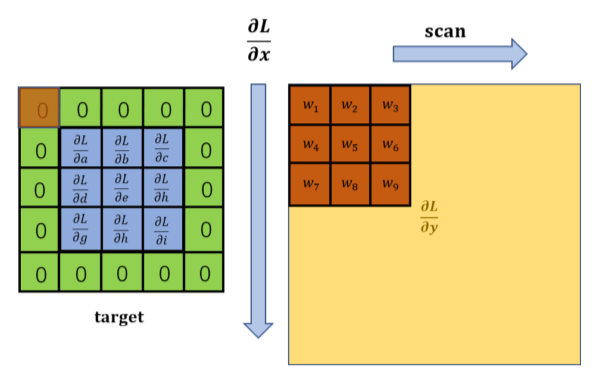 ∂L/∂x
scan
0 0 0 0 0
0 ∂L/∂a ∂L/∂b ∂L/∂c 0
0 ∂L/∂d ∂L/∂e ∂L/∂h 0
0 ∂L/∂g ∂L/∂h ∂L/∂i 0
0 0 0 0 0
target
w₁ w₂ w₃
w₄ w₅ w₆
w₇ w₈ w₉
∂L/∂y